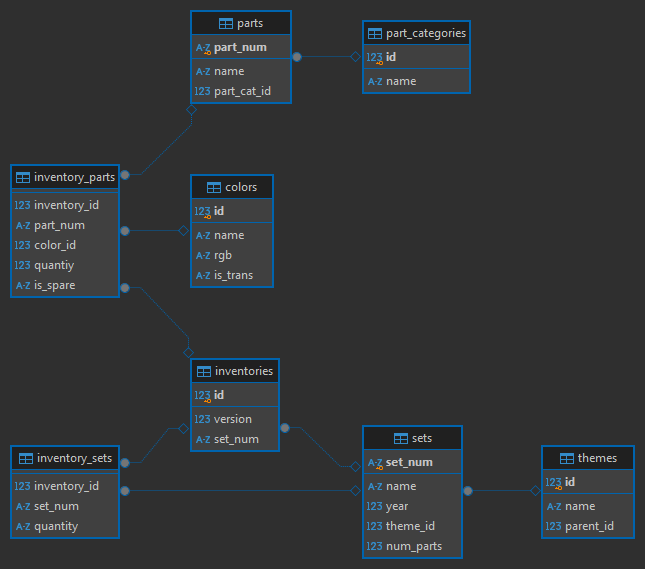 parts
A-Z part_num
A-Z name
123 part_cat_id
part_categories
123 id
A-Z name
inventory_parts
123 inventory_id
A-Z part_num
123 color_id
123 quantiy
A-Z is_spare
colors
123 id
A-Z name
A-Z rgb
A-Z is_trans
inventories
123 id
123 version
A-Z set_num
inventory_sets
123 inventory_id
A-Z set_num
123 quantity
sets
A-Z set_num
A-Z name
123 year
123 theme_id
123 num_parts
themes
123 id
A-Z name
123 parent_id